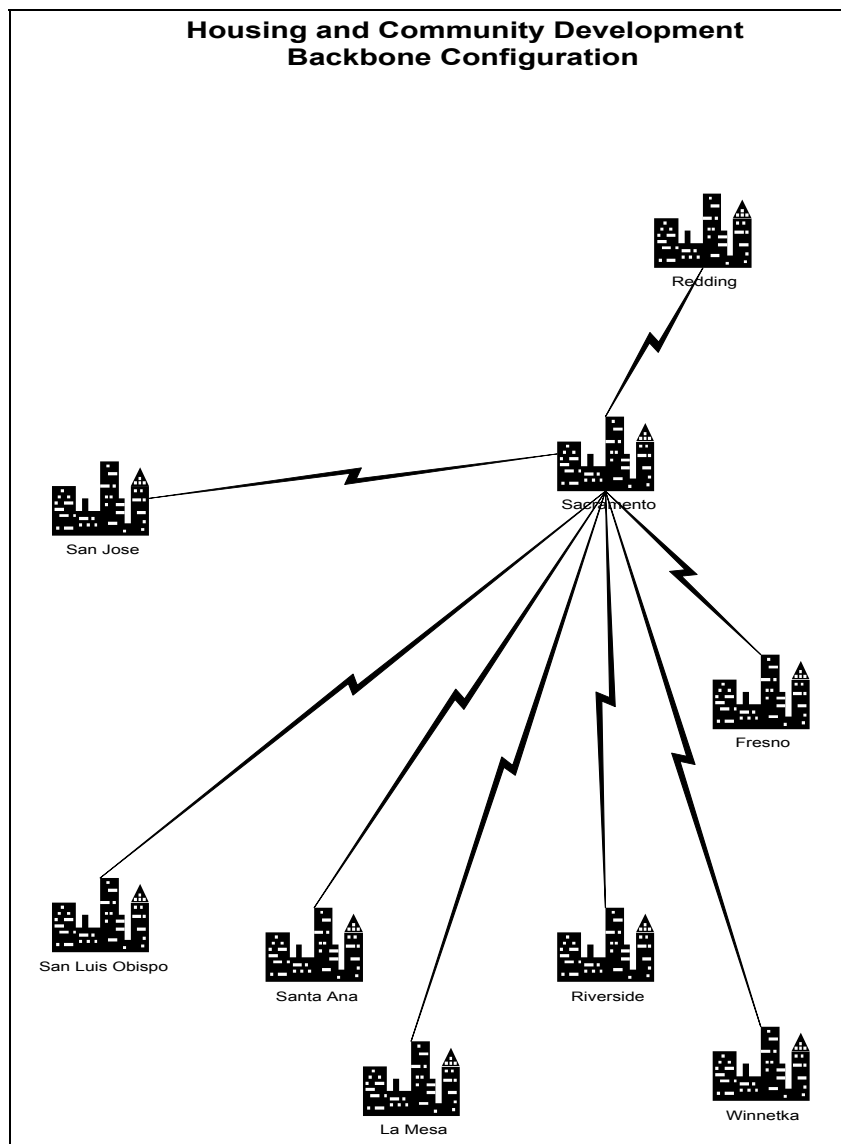 Housing and Community Development
Backbone Configuration
Redding
Sacramento
San Jose
Fresno
San Luis Obispo
Santa Ana
Riverside
La Mesa
Winnetka